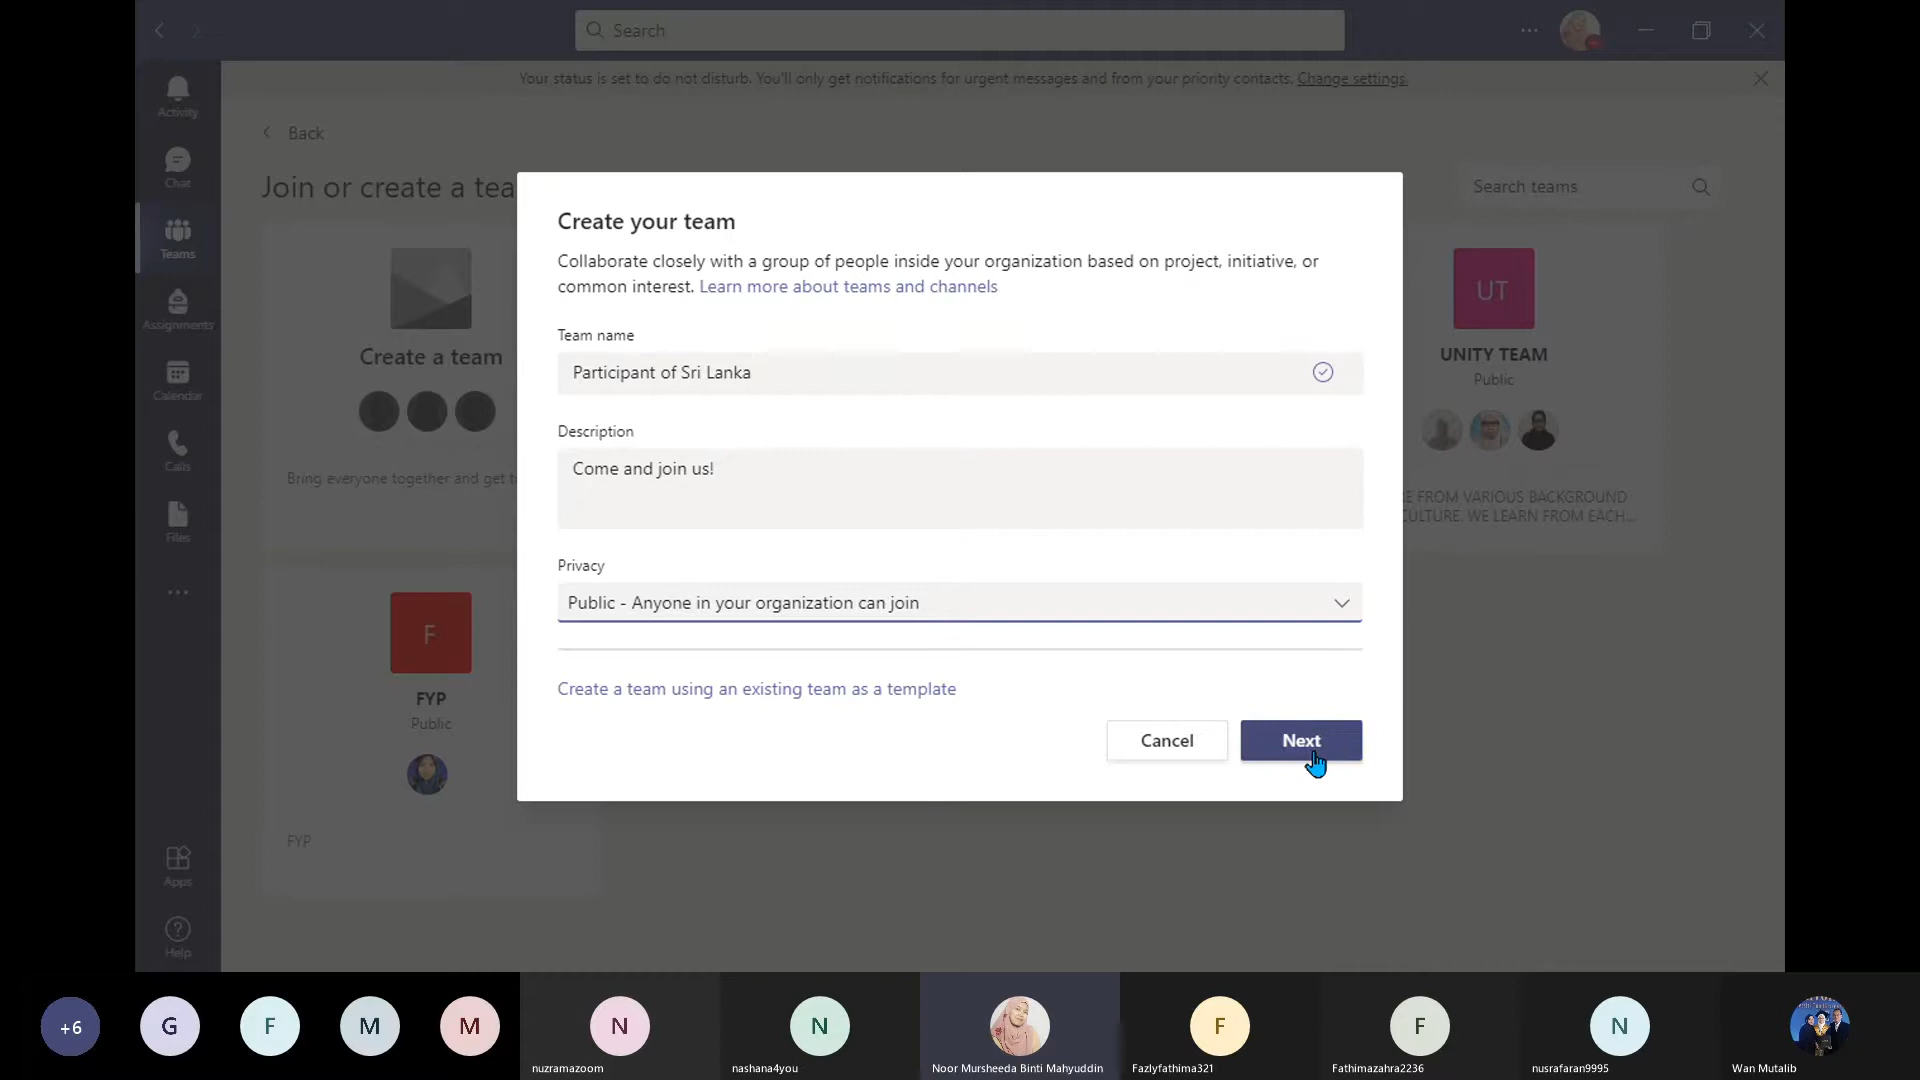 Search
Your status is set to do not disturb. You'll only get notifications for urgent messages and from your priority contacts. Change settings.
Activity
Chat
Teams
Assignments
Calendar
Calls
Files
Apps
Help
Back
Join or create a tea
Search teams
Create a team
Bring everyone together and get t
FYP
Public
FYP
UT
UNITY TEAM
Public
E FROM VARIOUS BACKGROUND
CULTURE. WE LEARN FROM EACH...
F
Create your team
Collaborate closely with a group of people inside your organization based on project, initiative, or
common interest. Learn more about teams and channels
Team name
Participant of Sri Lanka
Description
Come and join us!
Privacy
Public - Anyone in your organization can join
Create a team using an existing team as a template
Cancel
Next
+6
G
F
M
M
N
nuzramazoom
N
nashana4you
Noor Mursheeda Binti Mahyuddin
F
Fazlyfathima321
F
Fathimazahra2236
N
nusrafaran9995
Wan Mutalib